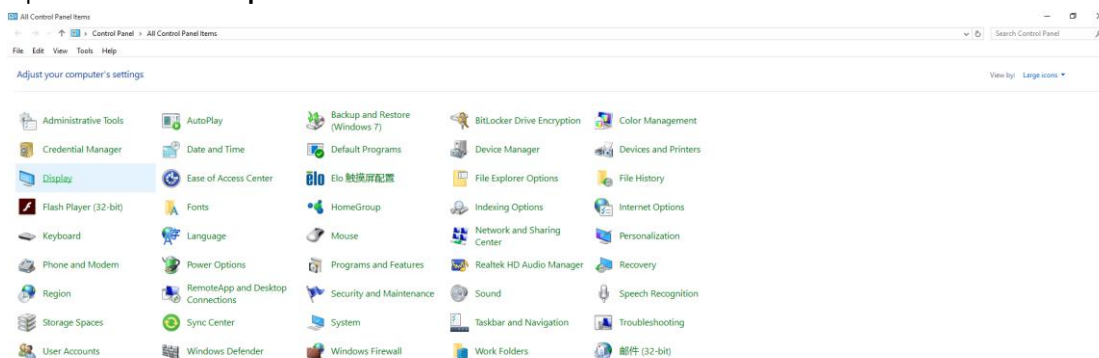 All Control Panel Items
Control Panel › All Control Panel Items
Search Control Panel
File Edit View Tools Help
Adjust your computer's settings
View by: Large icons
Administrative Tools
AutoPlay
Backup and Restore
(Windows 7)
BitLocker Drive Encryption
Color Management
Credential Manager
Date and Time
Default Programs
Device Manager
Devices and Printers
Display
Ease of Access Center
elo
Elo 触摸屏配置
File Explorer Options
File History
Flash Player (32-bit)
Fonts
HomeGroup
Indexing Options
Internet Options
Keyboard
Language
Mouse
Network and Sharing
Center
Personalization
Phone and Modem
Power Options
Programs and Features
Realtek HD Audio Manager
Recovery
Region
RemoteApp and Desktop
Connections
Security and Maintenance
Sound
Speech Recognition
Storage Spaces
Sync Center
System
Taskbar and Navigation
Troubleshooting
User Accounts
Windows Defender
Windows Firewall
Work Folders
邮件 (32-bit)